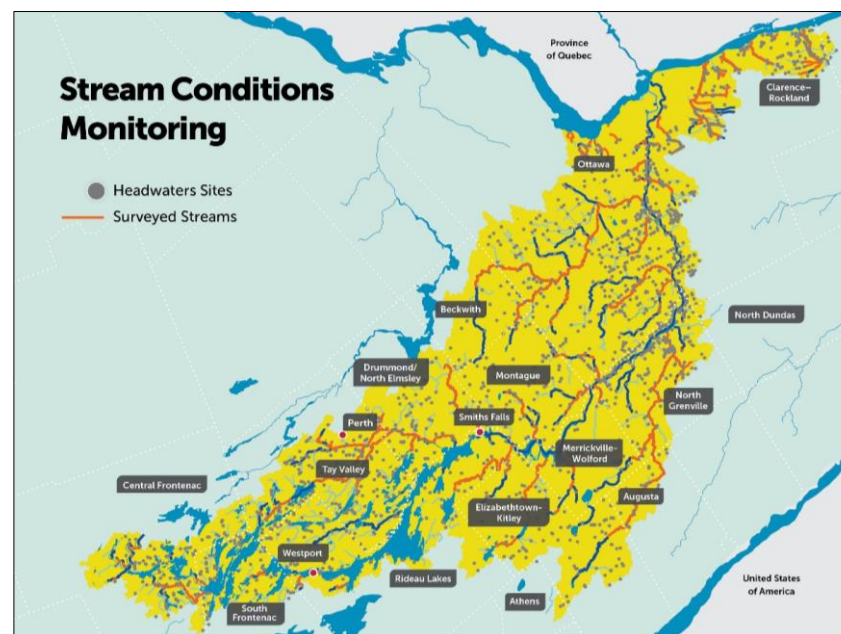 Stream Conditions
Monitoring
Headwaters Sites
Surveyed Streams
Province
of Quebec
Clarence–
Rockland
Ottawa
Beckwith
North Dundas
Drummond/
North Elmsley
Montague
North
Grenville
Perth
Smiths Falls
Merrickville-
Wolford
Tay Valley
Central Frontenac
Elizabethtown-
Kitley
Augusta
Westport
Rideau Lakes
United States
of America
South
Frontenac
Athens